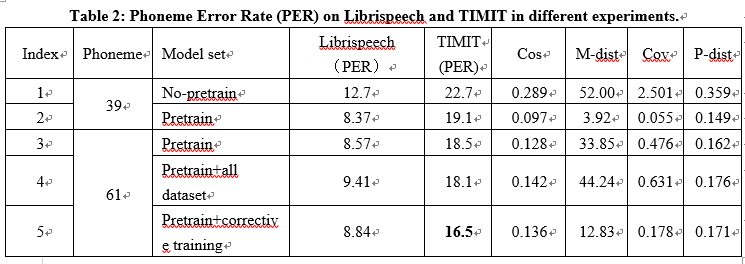 Table 2: Phoneme Error Rate (PER) on Librispeech and TIMIT in different experiments.
Index Phoneme Model set Librispeech （PER） TIMIT (PER) Cos M-dist Cov P-dist
1 39 No-pretrain 12.7 22.7 0.289 52.00 2.501 0.359
2 Pretrain 8.37 19.1 0.097 3.92 0.055 0.149
3 61 Pretrain 8.57 18.5 0.128 33.85 0.476 0.162
4 Pretrain+all dataset 9.41 18.1 0.142 44.24 0.631 0.176
5 Pretrain+corrective training 8.84 16.5 0.136 12.83 0.178 0.171